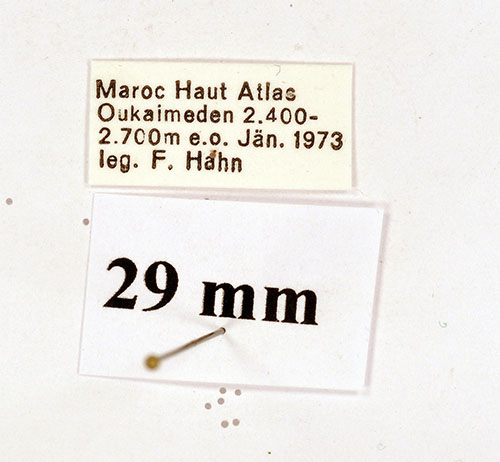 Maroc Haut Atlas
Oukaimeden 2.400-
2.700m e.o. Jän. 1973
leg. F. Hahn
29 mm